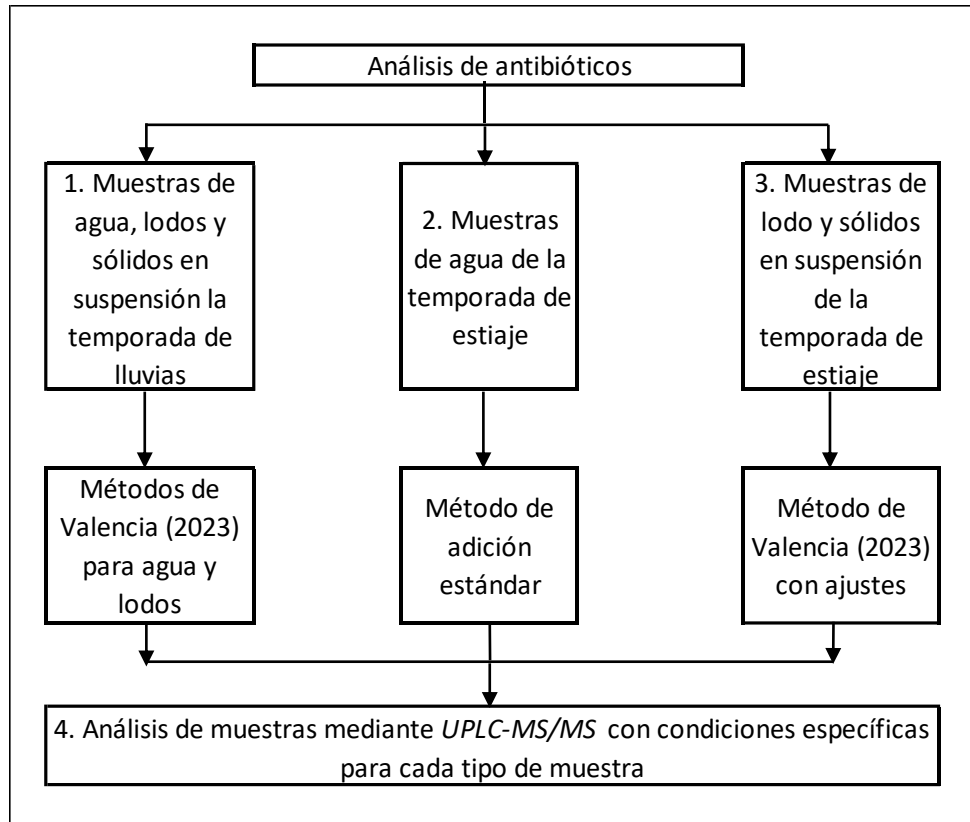 Análisis de antibióticos
1. Muestras de
agua, lodos y
sólidos en
suspensión la
temporada de
lluvias
2. Muestras
de agua de la
temporada de
estiaje
3. Muestras de
lodo y sólidos
en suspensión
de la
temporada de
estiaje
Métodos de
Valencia (2023)
para agua y
lodos
Método de
adición
estándar
Método de
Valencia (2023)
con ajustes
4. Análisis de muestras mediante UPLC-MS/MS con condiciones específicas
para cada tipo de muestra